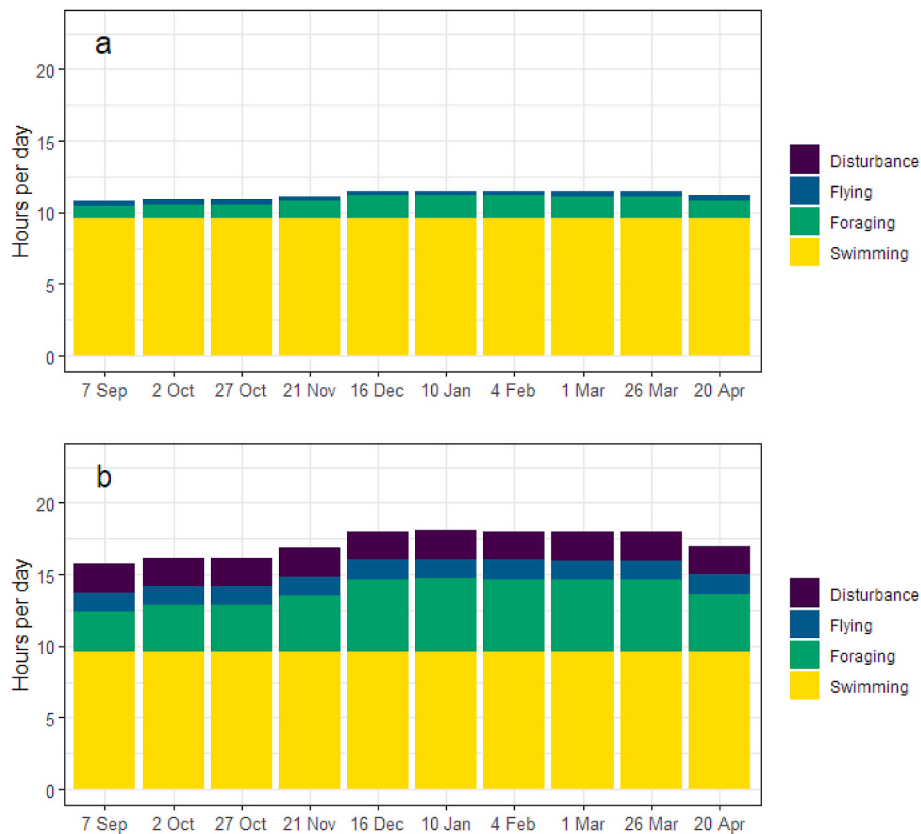 a
20
15
10
5
0
Hours per day
7 Sep 2 Oct 27 Oct 21 Nov 16 Dec 10 Jan 4 Feb 1 Mar 26 Mar 20 Apr
Disturbance
Flying
Foraging
Swimming
b
20
15
10
5
0
Hours per day
7 Sep 2 Oct 27 Oct 21 Nov 16 Dec 10 Jan 4 Feb 1 Mar 26 Mar 20 Apr
Disturbance
Flying
Foraging
Swimming